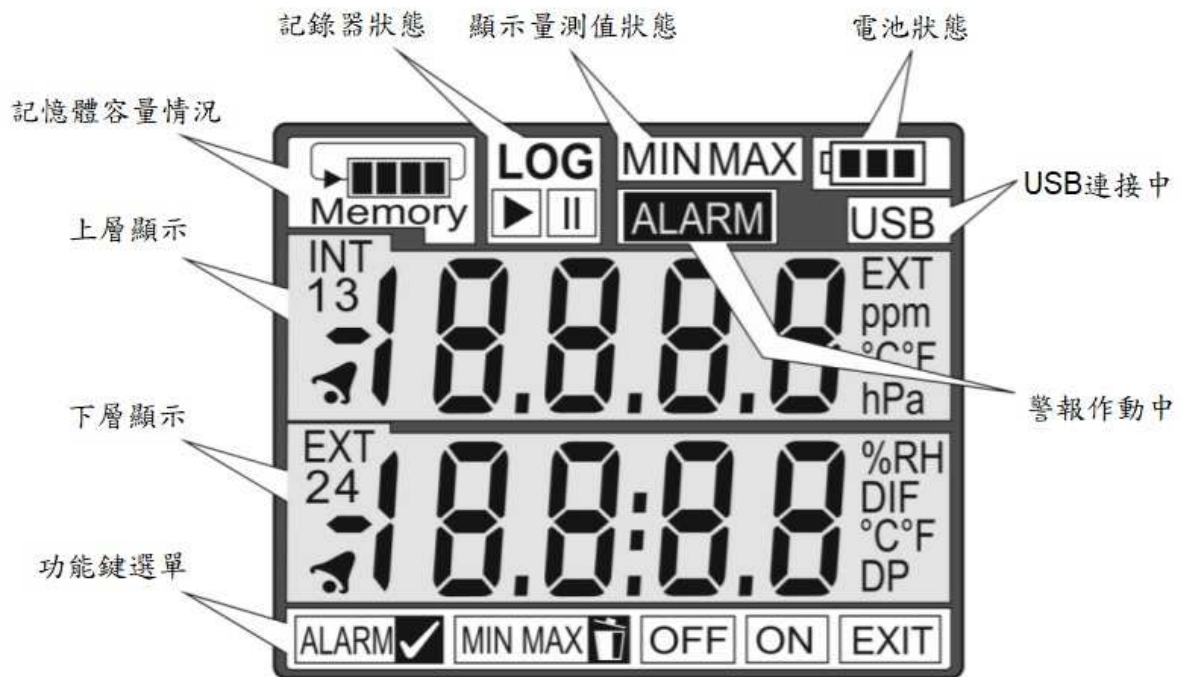 記錄器狀態
顯示量測值狀態
電池狀態
記憶體容量情況
LOG
MIN MAX
Memory
ALARM
USB
USB連接中
上層顯示
INT
13
-18.8.8.8
EXT
ppm
°C°F
hPa
警報作動中
下層顯示
EXT
24
-18.8:8.8
%RH
DIF
°C°F
DP
功能鍵選單
ALARM
MIN MAX
OFF
ON
EXIT